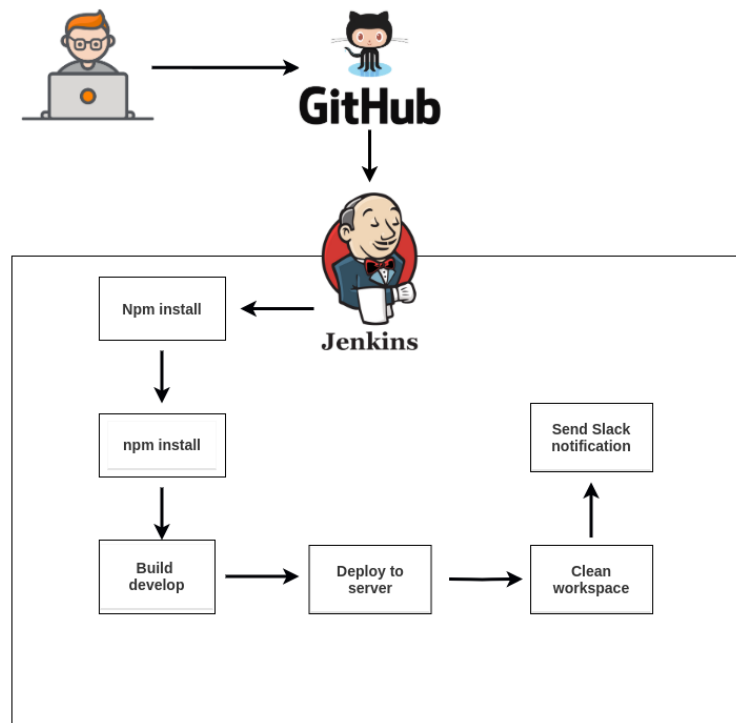 GitHub
Jenkins
Npm install
npm install
Send Slack
notification
Build
develop
Deploy to
server
Clean
workspace